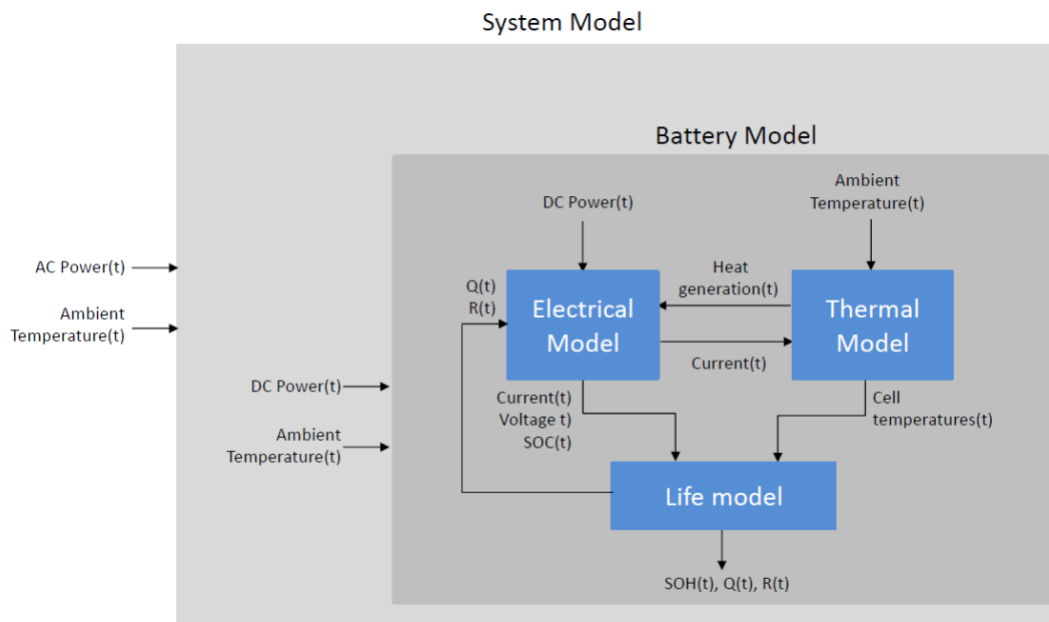 System Model
Battery Model
DC Power(t)
Ambient
Temperature(t)
AC Power(t)
Ambient
Temperature(t)
Q(t)
R(t)
Electrical
Model
Heat
generation(t)
Current(t)
Thermal
Model
DC Power(t)
Ambient
Temperature(t)
Current(t)
Voltage t)
SOC(t)
Cell
temperatures(t)
Life model
SOH(t), Q(t), R(t)